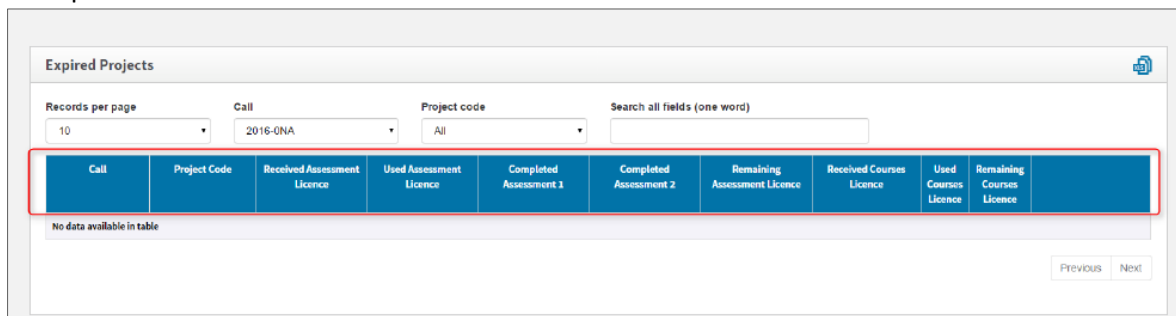 Expired Projects
Records per page Call Project code Search all fields (one word)
10 2016-0NA All
Call Project Code Received Assessment Licence Used Assessment Licence Completed Assessment 1 Completed Assessment 2 Remaining Assessment Licence Received Courses Licence Used Courses Licence Remaining Courses Licence
No data available in table
Previous Next